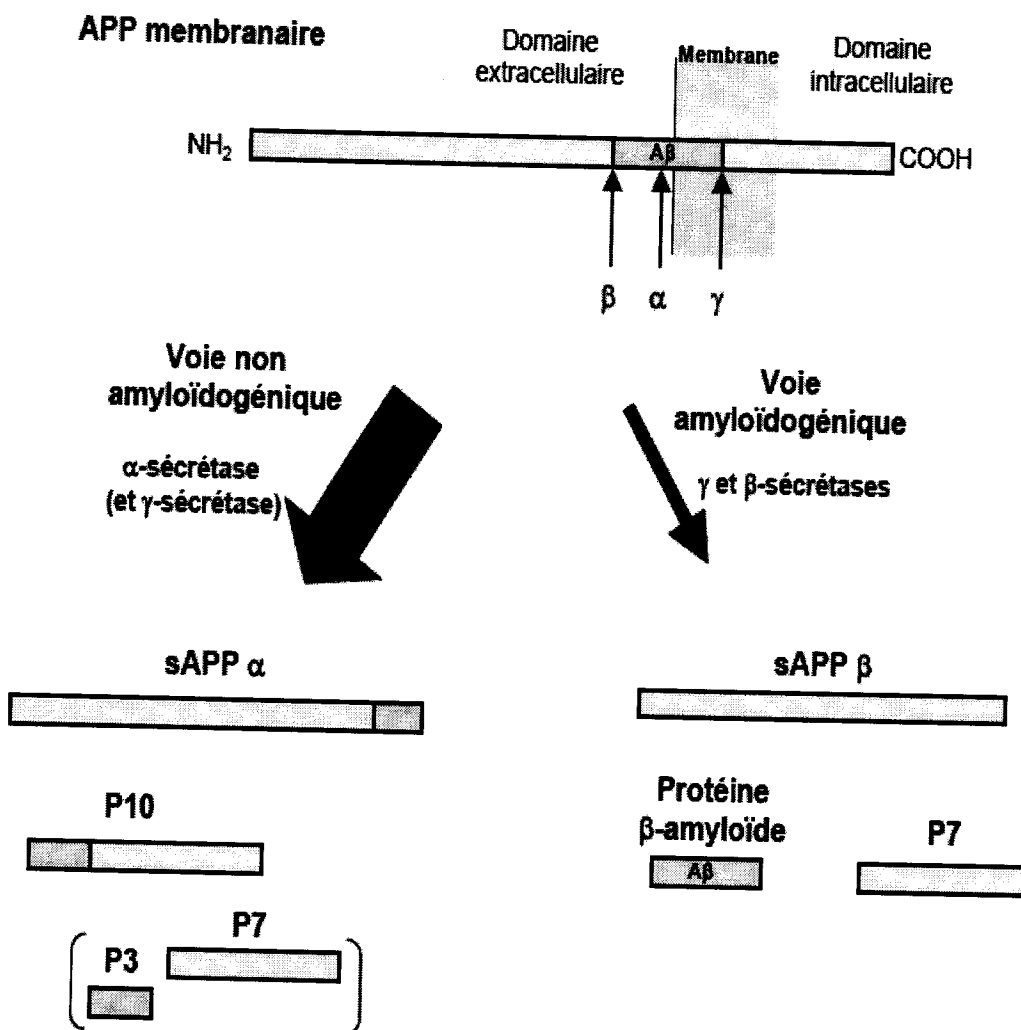 APP membranaire
Domaine
extracellulaire
Membrane
Domaine
intracellulaire
NH2
Aβ
COOH
β
α
γ
Voie non
amyloïdogénique
α-sécrétase
(et γ-sécrétase)
Voie
amyloïdogénique
γ et β-sécrétases
sAPP α
sAPP β
P10
Protéine
β-amyloïde
Aβ
P7
P7
P3